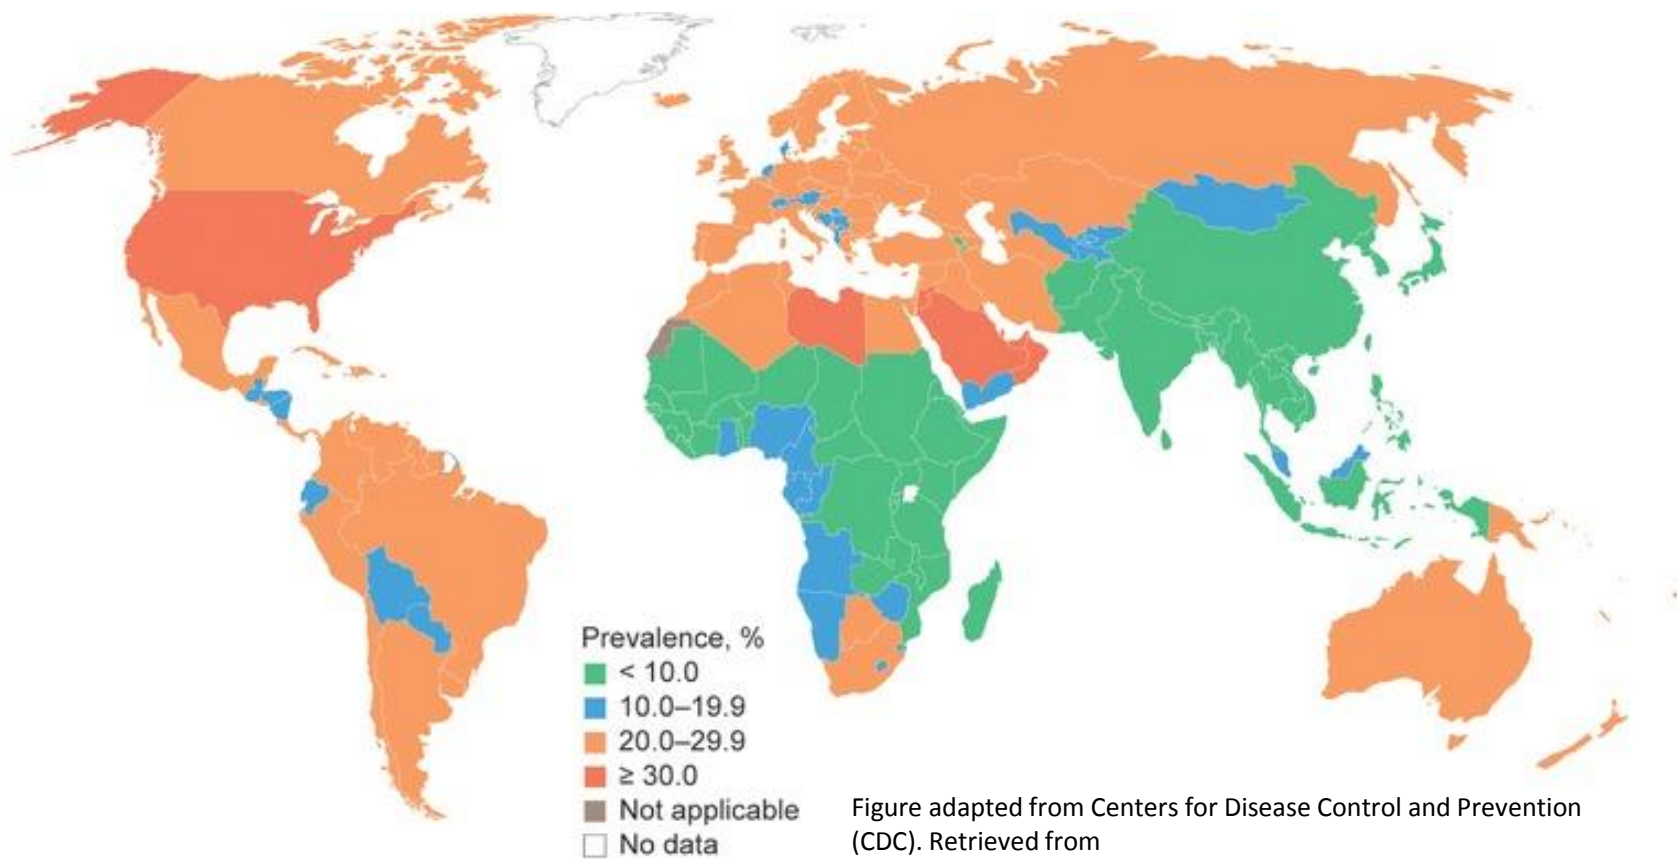 Prevalence, %
< 10.0
10.0–19.9
20.0–29.9
≥ 30.0
Not applicable
No data
Figure adapted from Centers for Disease Control and Prevention
(CDC). Retrieved from